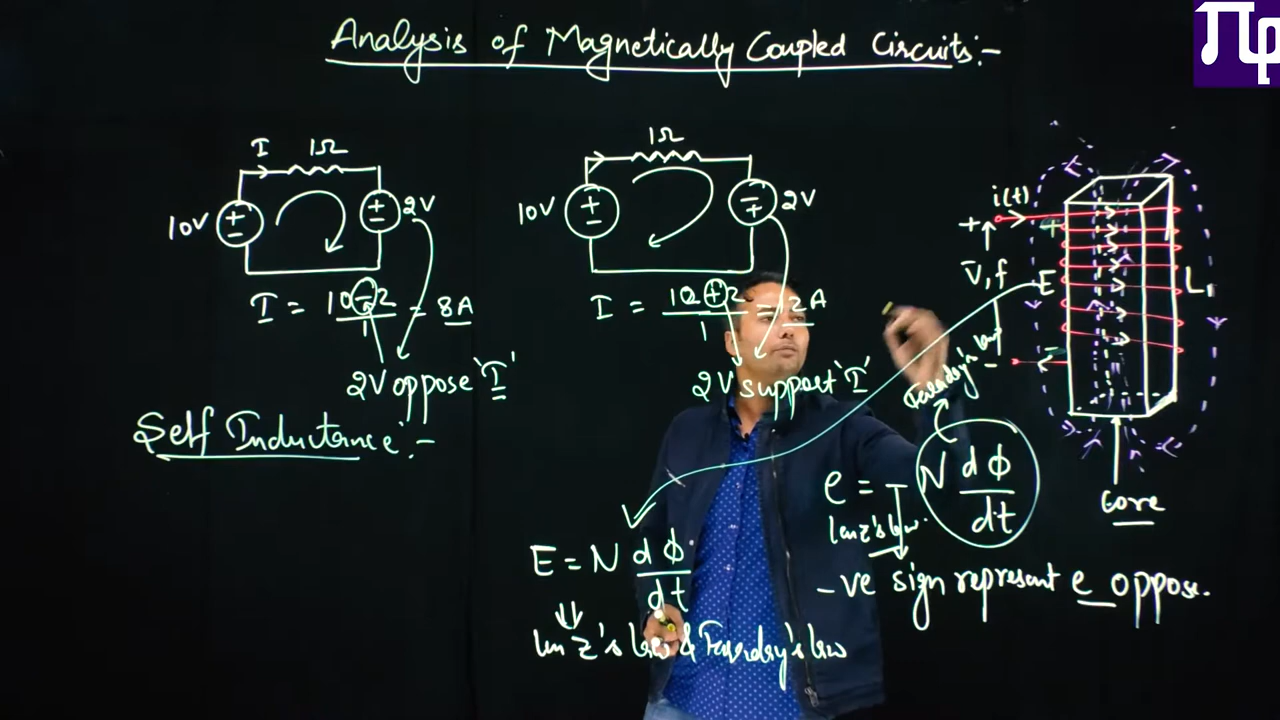 Analysis of Magnetically Coupled Circuits:-
πφ
I 1Ω
10V + - + - 2V
I = 10-2/1 = 8A
2V oppose 'I'
1Ω
10V + - - + 2V
I = 10+2/1 = 12A
2V support 'I'
Self Inductance:-
i(t)
+ +
V, f E L₁
- -
Core
Faraday's law
e = - N dφ/dt
lenz's law.
-ve sign represent e oppose.
E = N dφ/dt
lenz's law & Faraday's law